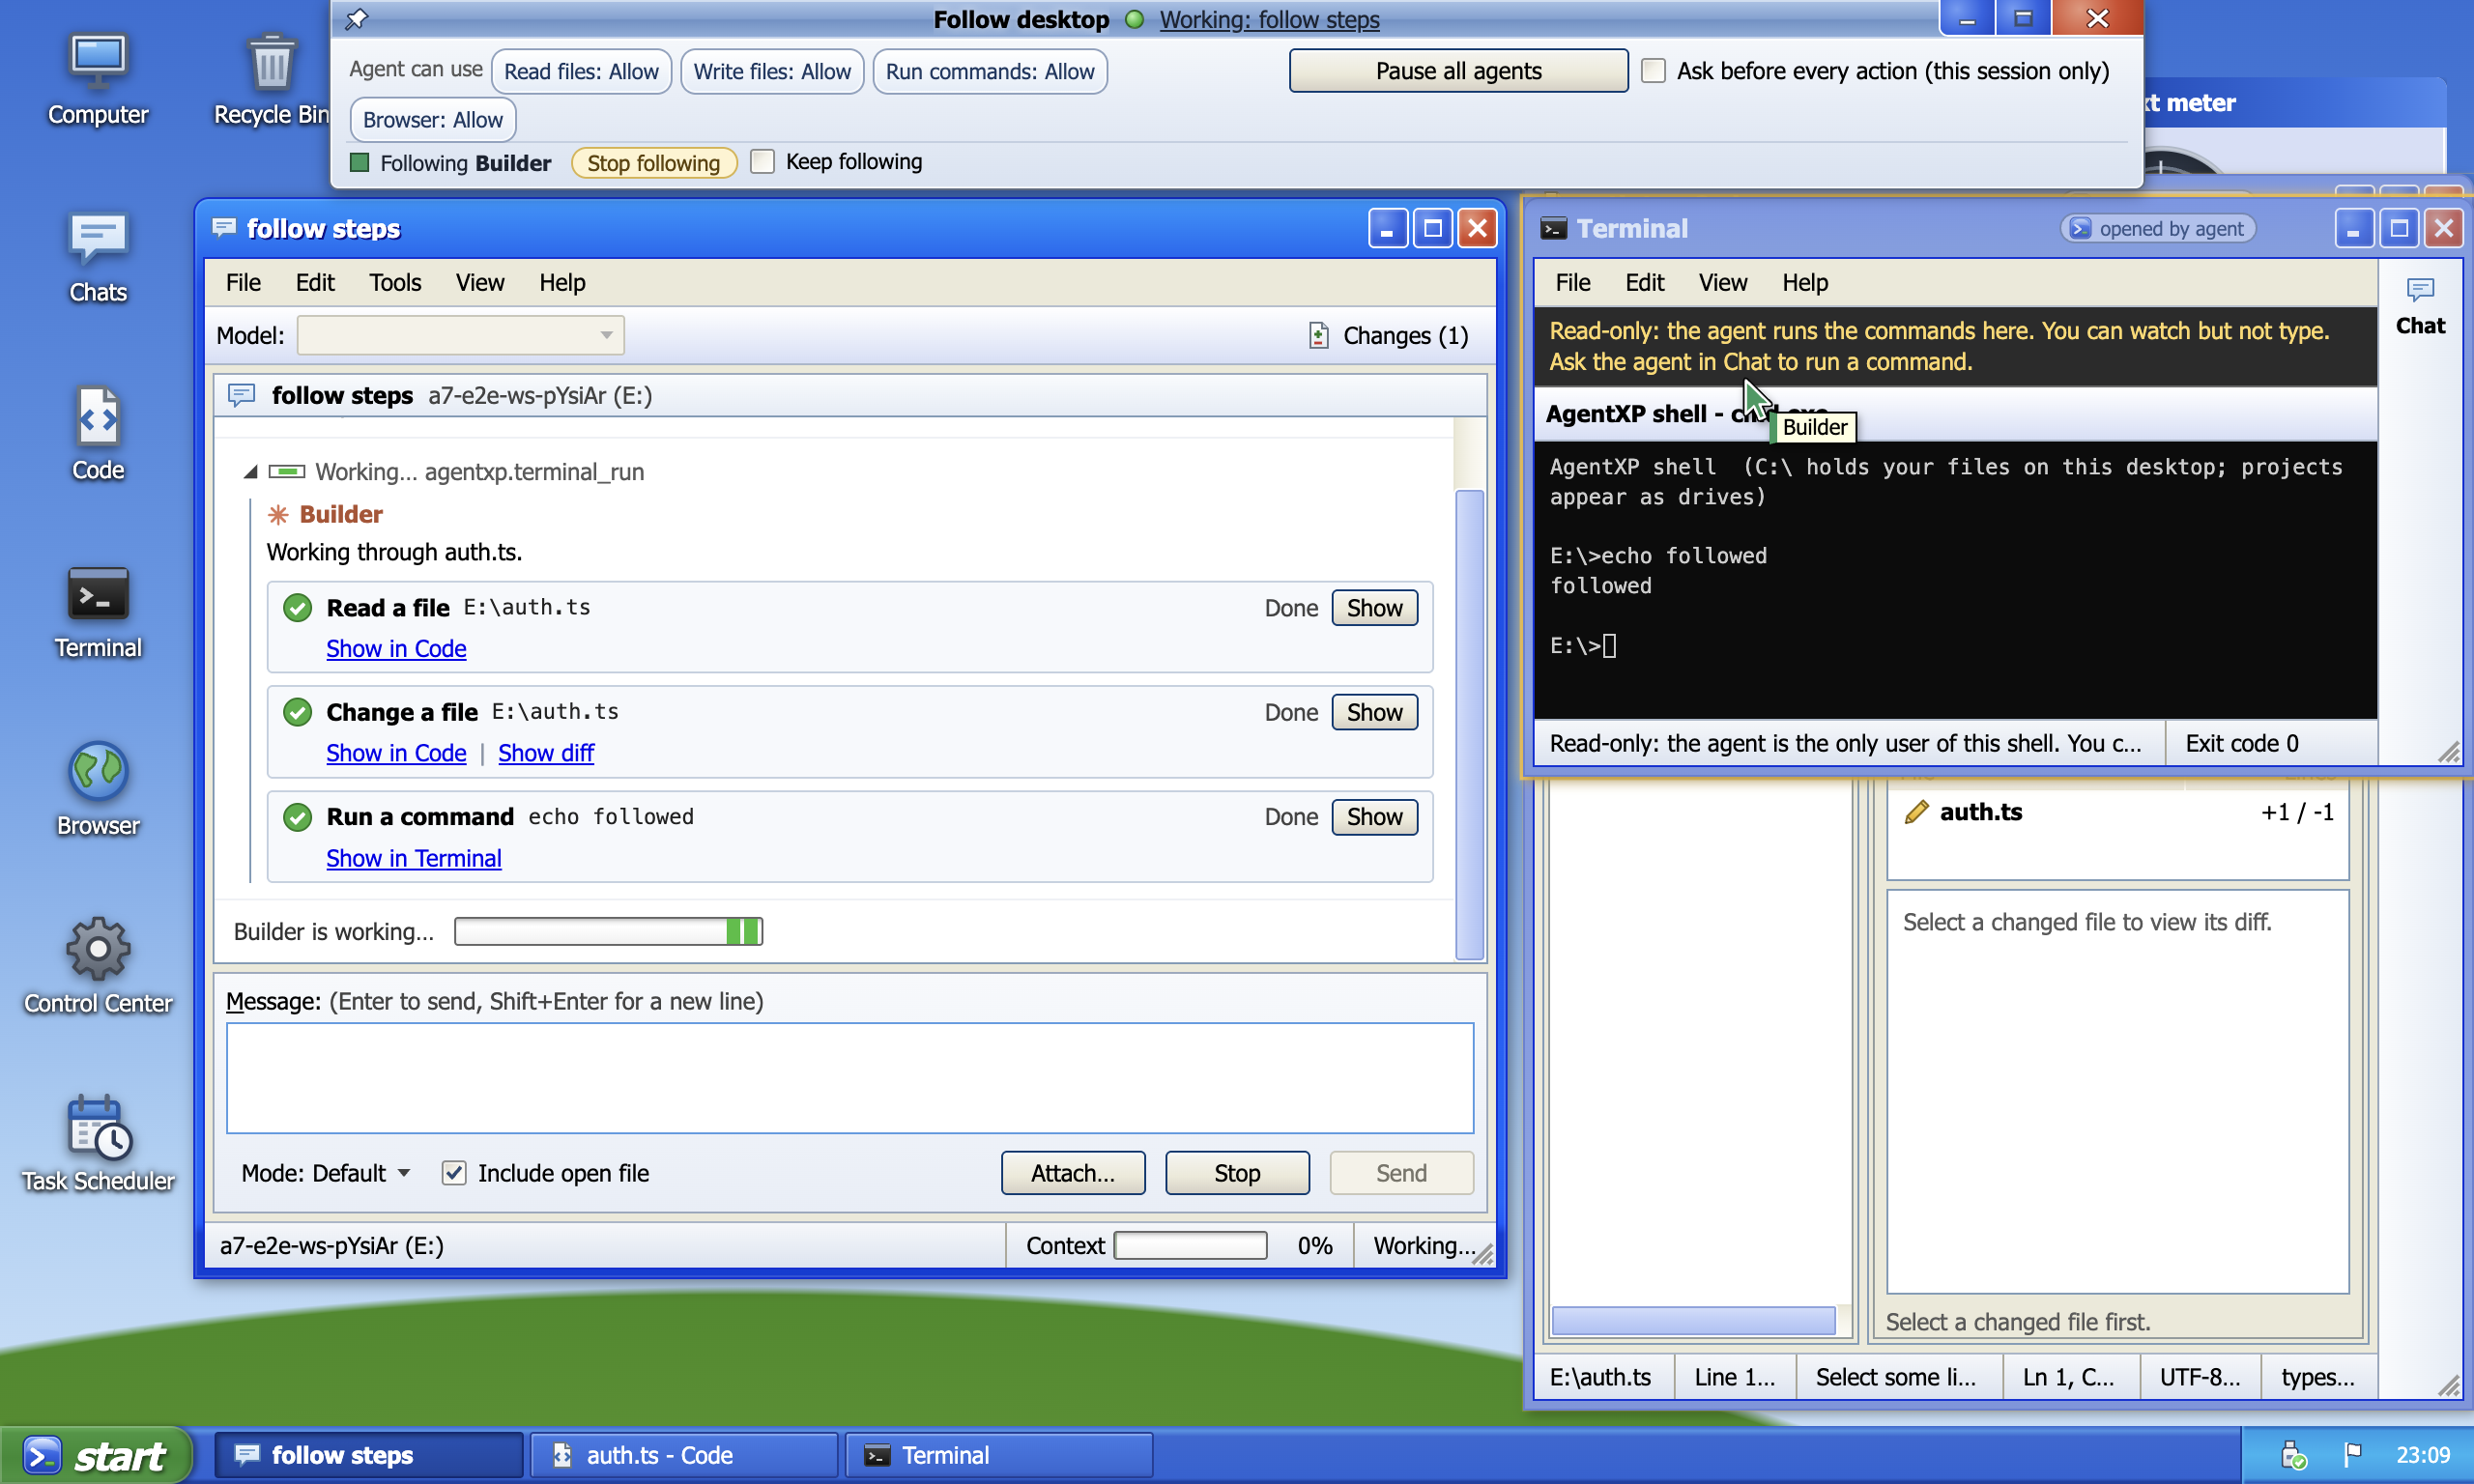 Computer
Recycle Bin
Chats
Code
Terminal
Browser
Control Center
Task Scheduler
Follow desktop Working: follow steps
Agent can use Read files: Allow Write files: Allow Run commands: Allow
Browser: Allow
Pause all agents Ask before every action (this session only)
Following Builder Stop following Keep following
meter
follow steps
File Edit Tools View Help
Model: Changes (1)
follow steps a7-e2e-ws-pYsiAr (E:)
Working... agentxp.terminal_run
Builder
Working through auth.ts.
Read a file E:\auth.ts Done Show
Show in Code
Change a file E:\auth.ts Done Show
Show in Code | Show diff
Run a command echo followed Done Show
Show in Terminal
Builder is working...
Message: (Enter to send, Shift+Enter for a new line)
Mode: Default Include open file Attach... Stop Send
a7-e2e-ws-pYsiAr (E:) Context 0% Working...
Terminal opened by agent
File Edit View Help
Chat
Read-only: the agent runs the commands here. You can watch but not type.
Ask the agent in Chat to run a command.
AgentXP shell -
Builder
AgentXP shell (C:\ holds your files on this desktop; projects
appear as drives)
E:\>echo followed
followed
E:\>
Read-only: the agent is the only user of this shell. You c... Exit code 0
auth.ts +1 / -1
Select a changed file to view its diff.
Select a changed file first.
E:\auth.ts Line 1... Select some li... Ln 1, C... UTF-8... types...
start follow steps auth.ts - Code Terminal 23:09